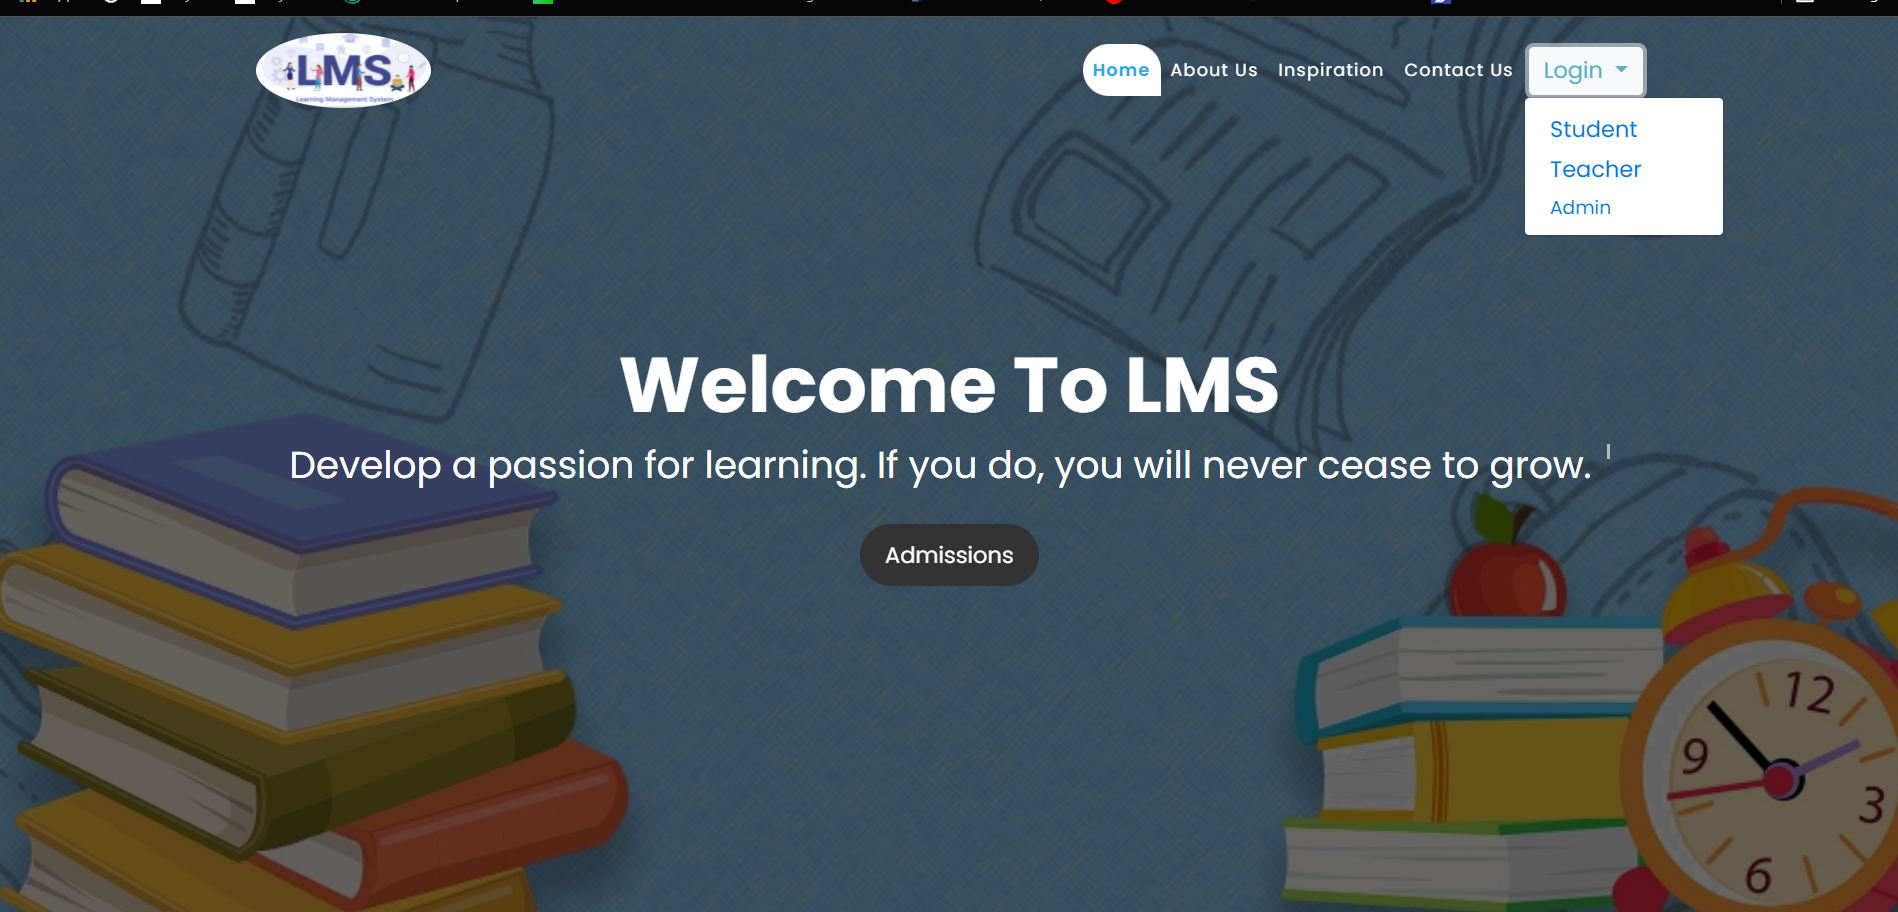 LMS
Learning Management System
Home About Us Inspiration Contact Us Login
Student
Teacher
Admin
Welcome To LMS
Develop a passion for learning. If you do, you will never cease to grow.
Admissions
12
9
3
6